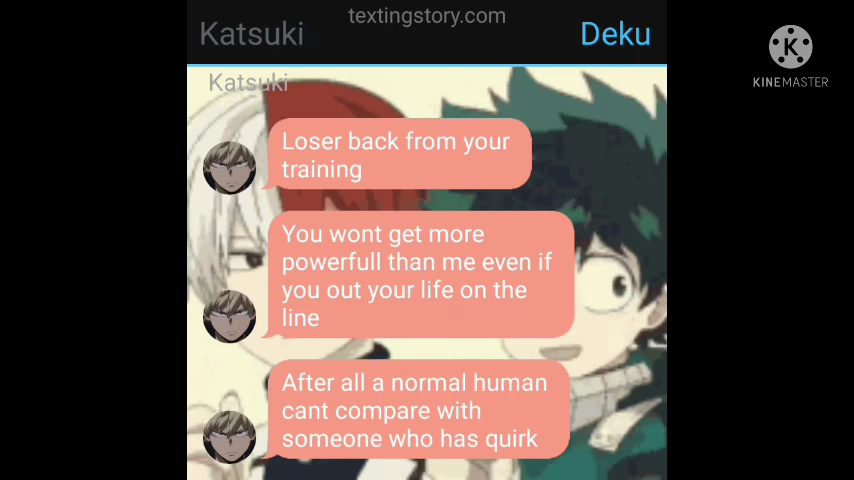 textingstory.com
Katsuki
Deku
K
KINEMASTER
Katsuki
Loser back from your
training
You wont get more
powerfull than me even if
you out your life on the
line
After all a normal human
cant compare with
someone who has quirk